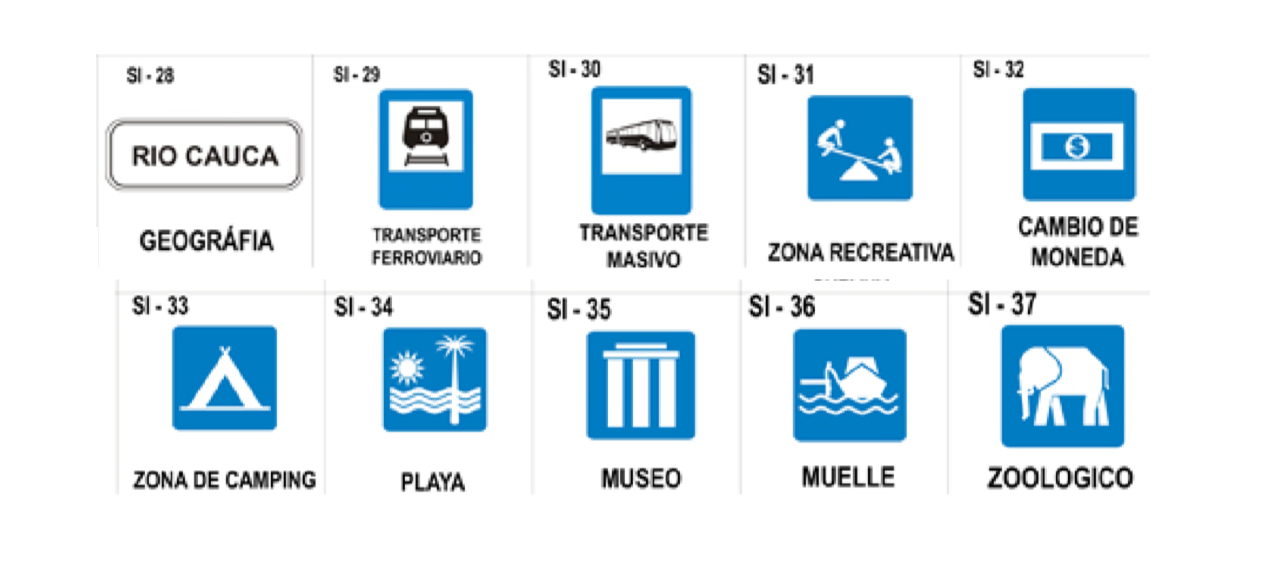 SI - 28
SI - 29
SI - 30
SI - 31
SI - 32
RIO CAUCA
GEOGRÁFIA
TRANSPORTE
FERROVIARIO
TRANSPORTE
MASIVO
ZONA RECREATIVA
CAMBIO DE
MONEDA
SI - 33
SI - 34
SI - 35
SI - 36
SI - 37
ZONA DE CAMPING
PLAYA
MUSEO
MUELLE
ZOOLOGICO